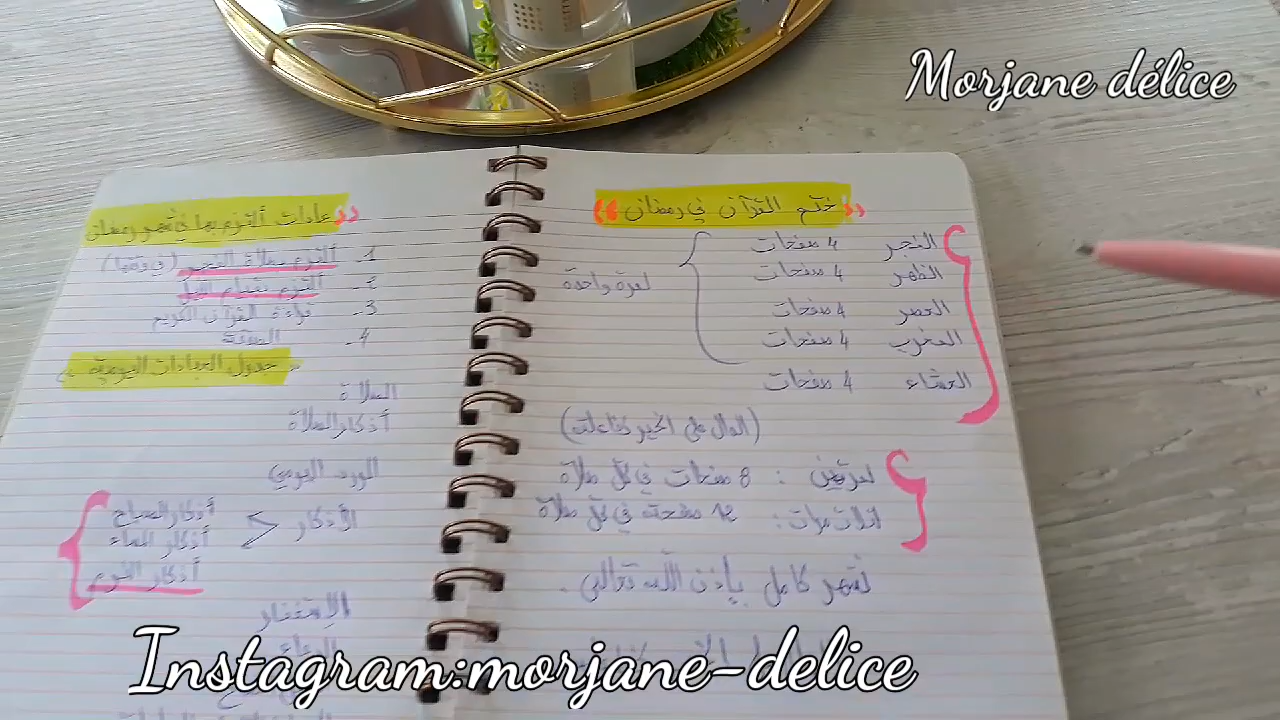 Morjane délice
ختم القرآن في رمضان
الفجر 4 صفحات
الظهر 4 صفحات
لمرة واحدة
العصر 4 صفحات
المغرب 4 صفحات
العشاء 4 صفحات
(الدال على الخير كفاعله)
لمرتين : 8 صفحات في كل صلاة
لثلاث مرات : 12 صفحة في كل صلاة
لشهر كامل بإذن الله تعالى .
عادات ألتزم بها في شهر رمضان
1- ألتزم بصلاة الفجر (في وقتها)
2- ألتزم بقيام الليل
3- قراءة القرآن الكريم
4- الصدقة
جدول العبادات اليومية
الصلاة
أذكار الصلاة
الورد اليومي
الأذكار
أذكار الصباح
أذكار المساء
أذكار النوم
الإستغفار
الدعاء
Instagram:morjane-delice